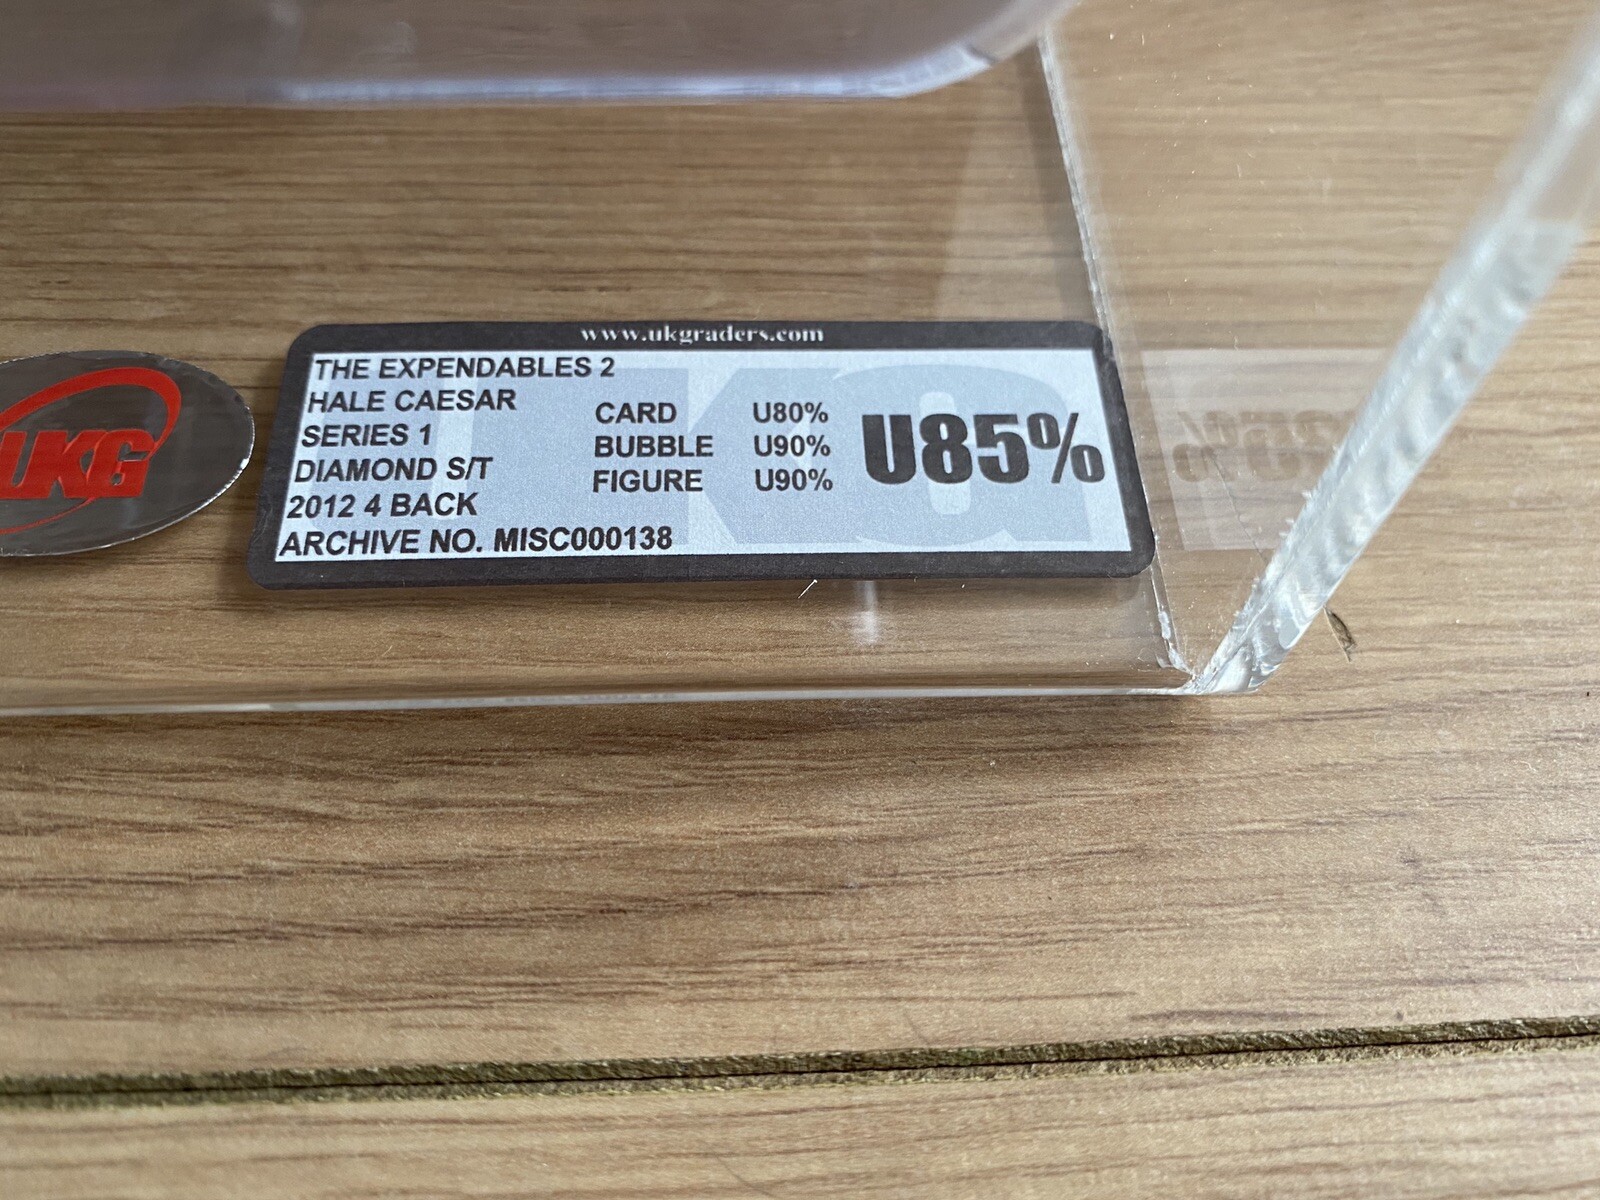 www.ukgraders.com
THE EXPENDABLES 2
HALE CAESAR
SERIES 1
DIAMOND S/T
2012 4 BACK
ARCHIVE NO. MISC000138
CARD U80%
BUBBLE U90%
FIGURE U90%
U85%
UKG